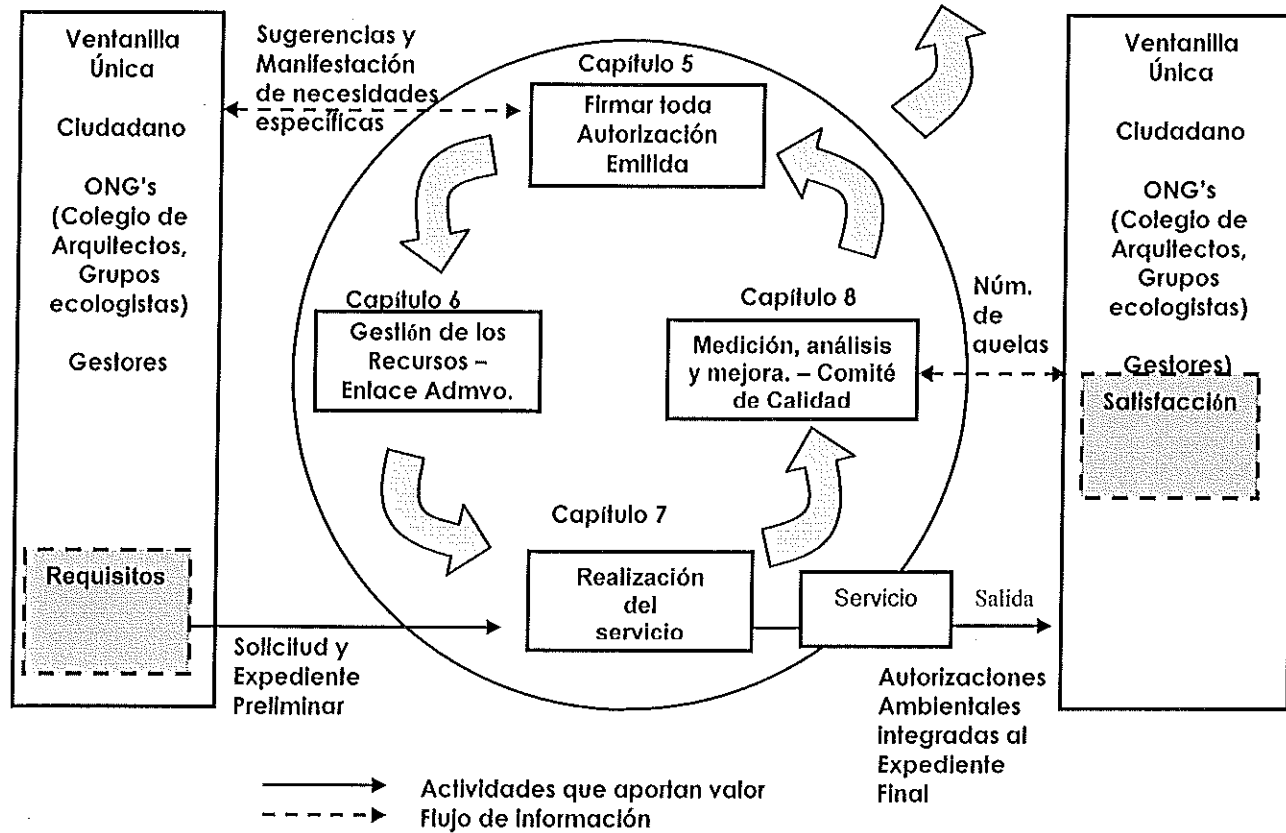 Ventanilla
Única
Ciudadano
ONG's
(Colegio de
Arquitectos,
Grupos
ecologistas)
Gestores
Requisitos
Sugerencias y
Manifestación
de necesidades
específicas
Capítulo 5
Firmar toda
Autorización
Emitida
Capítulo 6
Gestión de los
Recursos –
Enlace Admvo.
Capítulo 8
Medición, análisis
y mejora. – Comité
de Calidad
Núm.
de
quejas
Capítulo 7
Realización
del
servicio
Servicio
Salida
Solicitud y
Expediente
Preliminar
Autorizaciones
Ambientales
integradas al
Expediente
Final
Ventanilla
Única
Ciudadano
ONG's
(Colegio de
Arquitectos,
Grupos
ecologistas)
Gestores)
Satisfacción
Actividades que aportan valor
Flujo de información